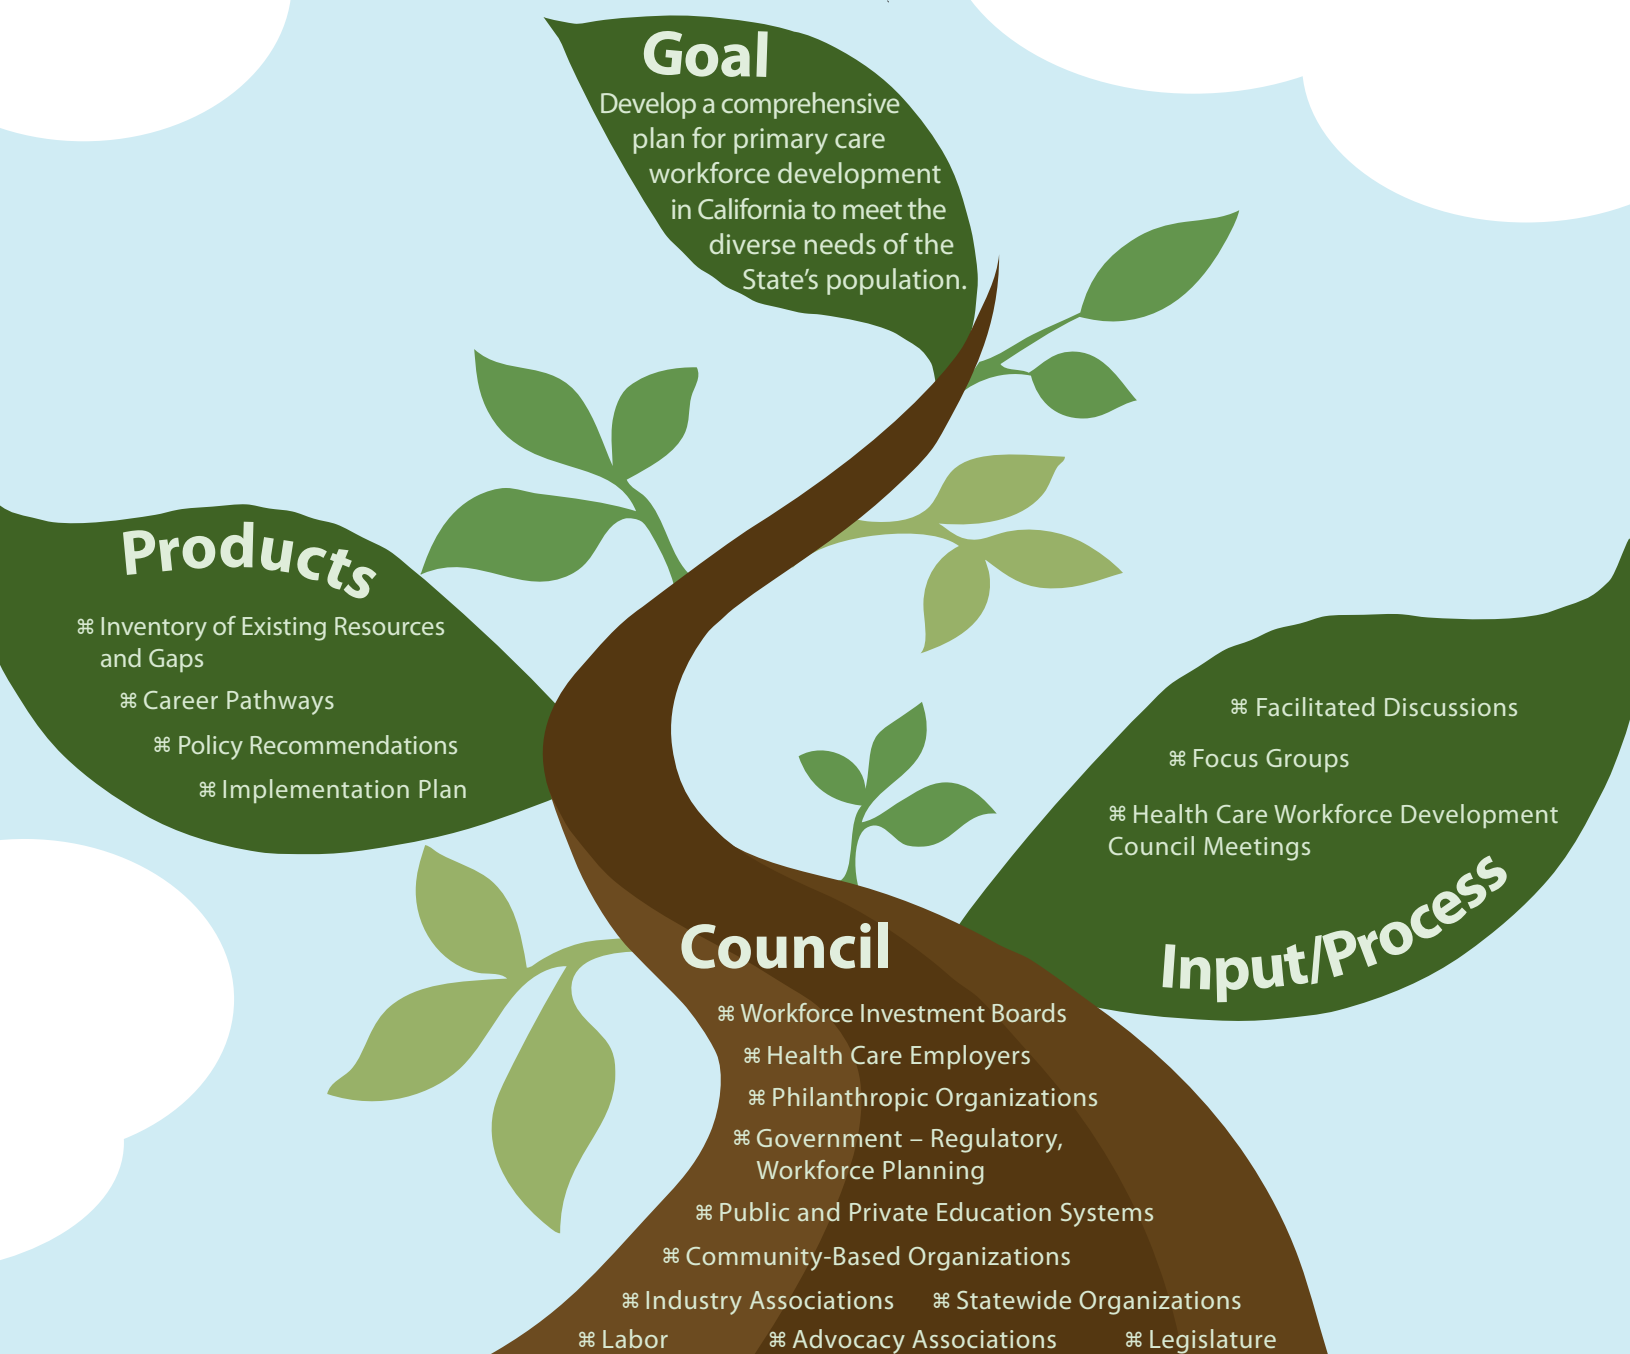 Goal
Develop a comprehensive
plan for primary care
workforce development
in California to meet the
diverse needs of the
State’s population.
Products
⌘ Inventory of Existing Resources
and Gaps
⌘ Career Pathways
⌘ Policy Recommendations
⌘ Implementation Plan
⌘ Facilitated Discussions
⌘ Focus Groups
⌘ Health Care Workforce Development
Council Meetings
Input/Process
Council
⌘ Workforce Investment Boards
⌘ Health Care Employers
⌘ Philanthropic Organizations
⌘ Government – Regulatory,
Workforce Planning
⌘ Public and Private Education Systems
⌘ Community-Based Organizations
⌘ Industry Associations ⌘ Statewide Organizations
⌘ Labor ⌘ Advocacy Associations ⌘ Legislature